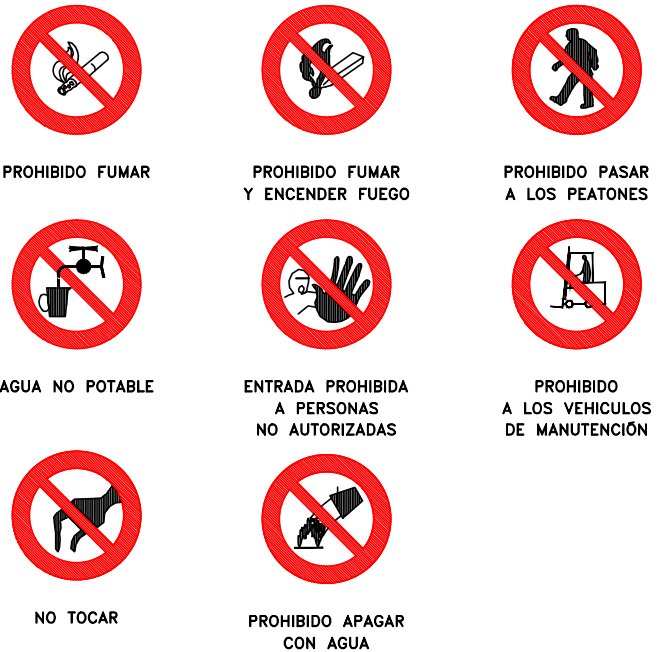 PROHIBIDO FUMAR
PROHIBIDO FUMAR
Y ENCENDER FUEGO
PROHIBIDO PASAR
A LOS PEATONES
AGUA NO POTABLE
ENTRADA PROHIBIDA
A PERSONAS
NO AUTORIZADAS
PROHIBIDO
A LOS VEHICULOS
DE MANUTENCIÓN
NO TOCAR
PROHIBIDO APAGAR
CON AGUA